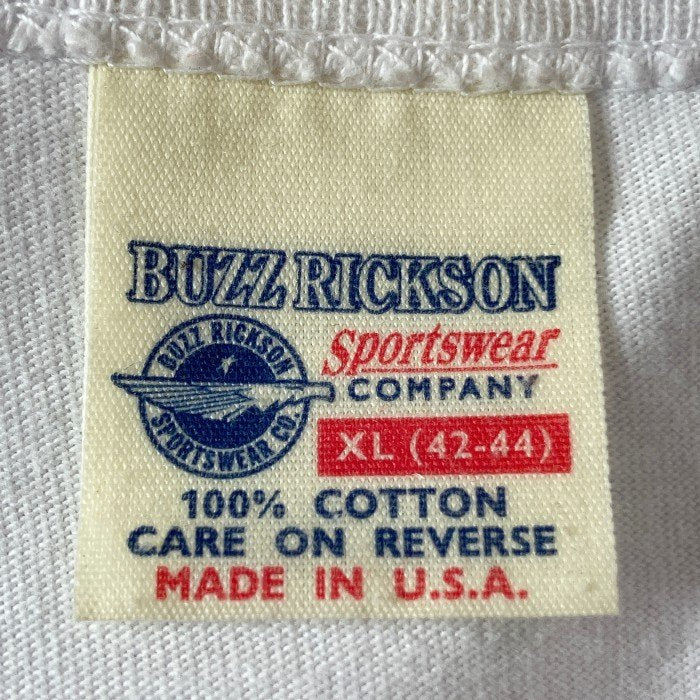 BUZZ RICKSON
BUZZ RICKSON
SPORTSWEAR CO.
Sportswear
COMPANY
XL (42-44)
100% COTTON
CARE ON REVERSE
MADE IN U.S.A.